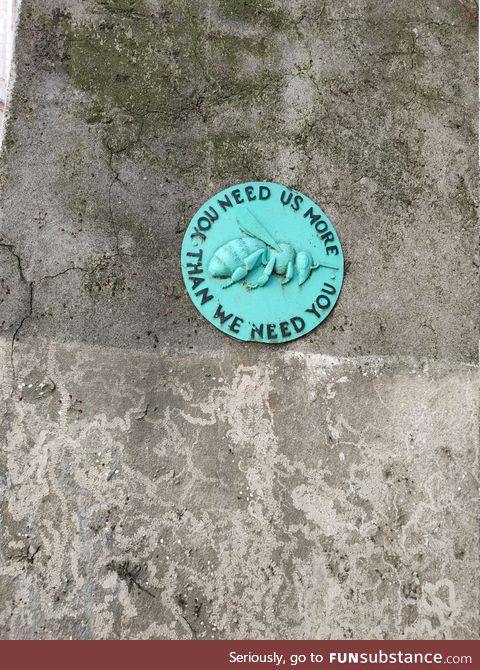 YOU NEED US MORE
THAN WE NEED YOU
Seriously, go to FUNsubstance.com